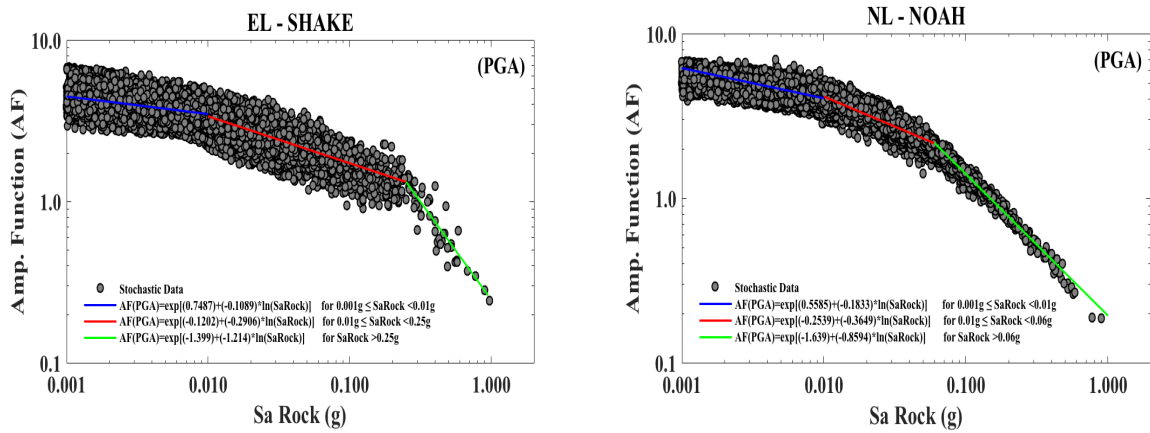 EL - SHAKE
10.0
(PGA)
1.0
0.1
Amp. Function (AF)
Stochastic Data
AF(PGA)=exp[(0.7487)+(-0.1089)*ln(SaRock)] for 0.001g ≤ SaRock <0.01g
AF(PGA)=exp[(-0.1202)+(-0.2906)*ln(SaRock)] for 0.01g ≤ SaRock <0.25g
AF(PGA)=exp[(-1.399)+(-1.214)*ln(SaRock)] for SaRock >0.25g
0.001 0.010 0.100 1.000
Sa Rock (g)
NL - NOAH
10.0
(PGA)
1.0
0.1
Amp. Function (AF)
Stochastic Data
AF(PGA)=exp[(0.5585)+(-0.1833)*ln(SaRock)] for 0.001g ≤ SaRock <0.01g
AF(PGA)=exp[(-0.2539)+(-0.3649)*ln(SaRock)] for 0.01g ≤ SaRock <0.06g
AF(PGA)=exp[(-1.639)+(-0.8594)*ln(SaRock)] for SaRock >0.06g
0.001 0.010 0.100 1.000
Sa Rock (g)